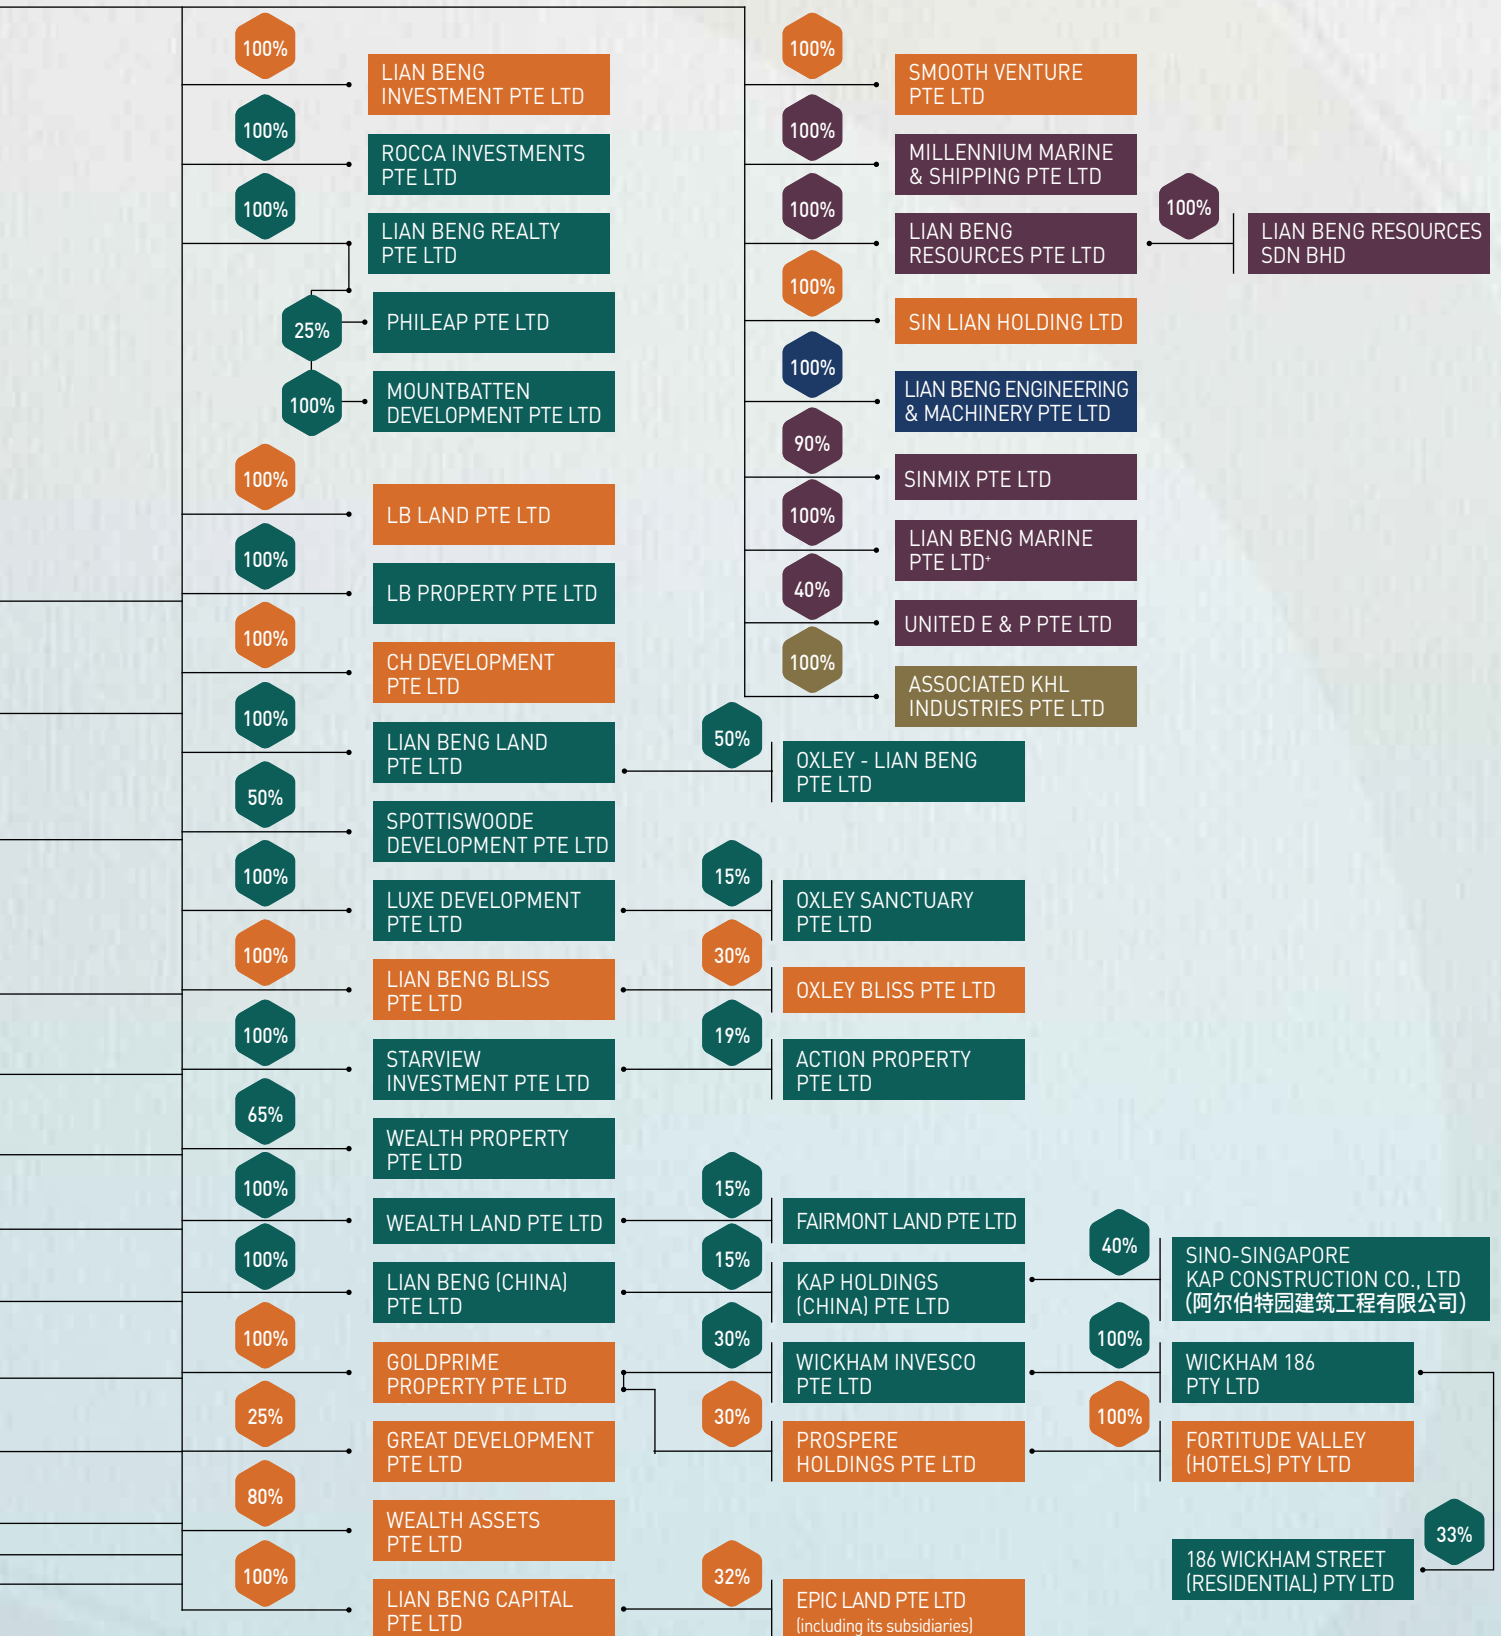 100%
LIAN BENG
INVESTMENT PTE LTD
100%
ROCCA INVESTMENTS
PTE LTD
100%
LIAN BENG REALTY
PTE LTD
25%
PHILEAP PTE LTD
100%
MOUNTBATTEN
DEVELOPMENT PTE LTD
100%
LB LAND PTE LTD
100%
LB PROPERTY PTE LTD
100%
CH DEVELOPMENT
PTE LTD
100%
LIAN BENG LAND
PTE LTD
50%
OXLEY - LIAN BENG
PTE LTD
50%
SPOTTISWOODE
DEVELOPMENT PTE LTD
100%
LUXE DEVELOPMENT
PTE LTD
15%
OXLEY SANCTUARY
PTE LTD
100%
LIAN BENG BLISS
PTE LTD
30%
OXLEY BLISS PTE LTD
100%
STARVIEW
INVESTMENT PTE LTD
19%
ACTION PROPERTY
PTE LTD
65%
WEALTH PROPERTY
PTE LTD
100%
WEALTH LAND PTE LTD
15%
FAIRMONT LAND PTE LTD
100%
LIAN BENG (CHINA)
PTE LTD
15%
KAP HOLDINGS
(CHINA) PTE LTD
40%
SINO-SINGAPORE
KAP CONSTRUCTION CO., LTD
(阿尔伯特园建筑工程有限公司)
100%
GOLDPRIME
PROPERTY PTE LTD
30%
WICKHAM INVESCO
PTE LTD
100%
WICKHAM 186
PTY LTD
30%
PROSPERE
HOLDINGS PTE LTD
100%
FORTITUDE VALLEY
(HOTELS) PTY LTD
33%
186 WICKHAM STREET
(RESIDENTIAL) PTY LTD
25%
GREAT DEVELOPMENT
PTE LTD
80%
WEALTH ASSETS
PTE LTD
100%
LIAN BENG CAPITAL
PTE LTD
32%
EPIC LAND PTE LTD
(including its subsidiaries)
100%
SMOOTH VENTURE
PTE LTD
100%
MILLENNIUM MARINE
& SHIPPING PTE LTD
100%
LIAN BENG
RESOURCES PTE LTD
100%
LIAN BENG RESOURCES
SDN BHD
100%
SIN LIAN HOLDING LTD
100%
LIAN BENG ENGINEERING
& MACHINERY PTE LTD
90%
SINMIX PTE LTD
100%
LIAN BENG MARINE
PTE LTD+
40%
UNITED E & P PTE LTD
100%
ASSOCIATED KHL
INDUSTRIES PTE LTD